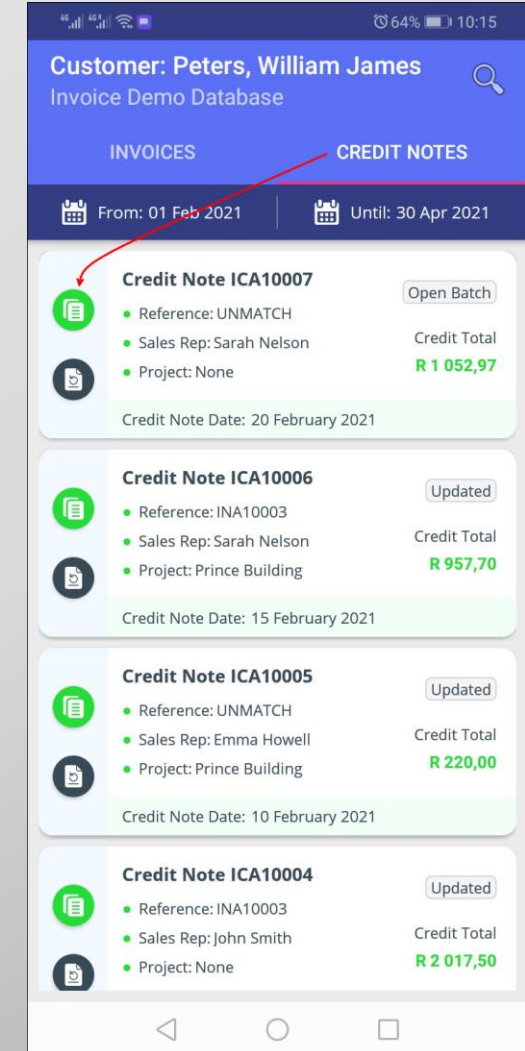 4G 4G 64% 10:15
Customer: Peters, William James
Invoice Demo Database
INVOICES CREDIT NOTES
From: 01 Feb 2021 Until: 30 Apr 2021
Credit Note ICA10007
Open Batch
Reference: UNMATCH
Sales Rep: Sarah Nelson
Credit Total
Project: None
R 1 052,97
Credit Note Date: 20 February 2021
Credit Note ICA10006
Updated
Reference: INA10003
Sales Rep: Sarah Nelson
Credit Total
Project: Prince Building
R 957,70
Credit Note Date: 15 February 2021
Credit Note ICA10005
Updated
Reference: UNMATCH
Sales Rep: Emma Howell
Credit Total
Project: Prince Building
R 220,00
Credit Note Date: 10 February 2021
Credit Note ICA10004
Updated
Reference: INA10003
Sales Rep: John Smith
Credit Total
Project: None
R 2 017,50